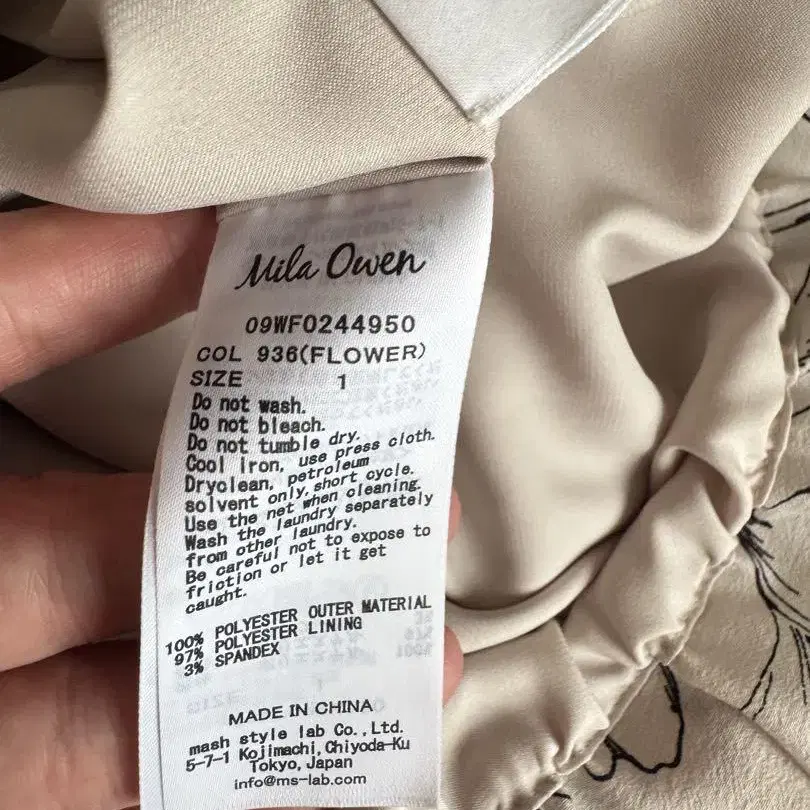 Mila Owen
09WF0244950
COL 936(FLOWER)
SIZE 1
Do not wash.
Do not bleach.
Do not tumble dry.
Cool iron, use press cloth.
Dryclean, petroleum
solvent only, short cycle.
Use the net when cleaning.
Wash the laundry separately
from other laundry.
Be careful not to expose to
friction or let it get
caught.
100% POLYESTER OUTER MATERIAL
97% POLYESTER LINING
3% SPANDEX
MADE IN CHINA
mash style lab Co.,Ltd.
5-7-1 Kojimachi,Chiyoda-Ku
Tokyo,Japan
info@ms-lab.com